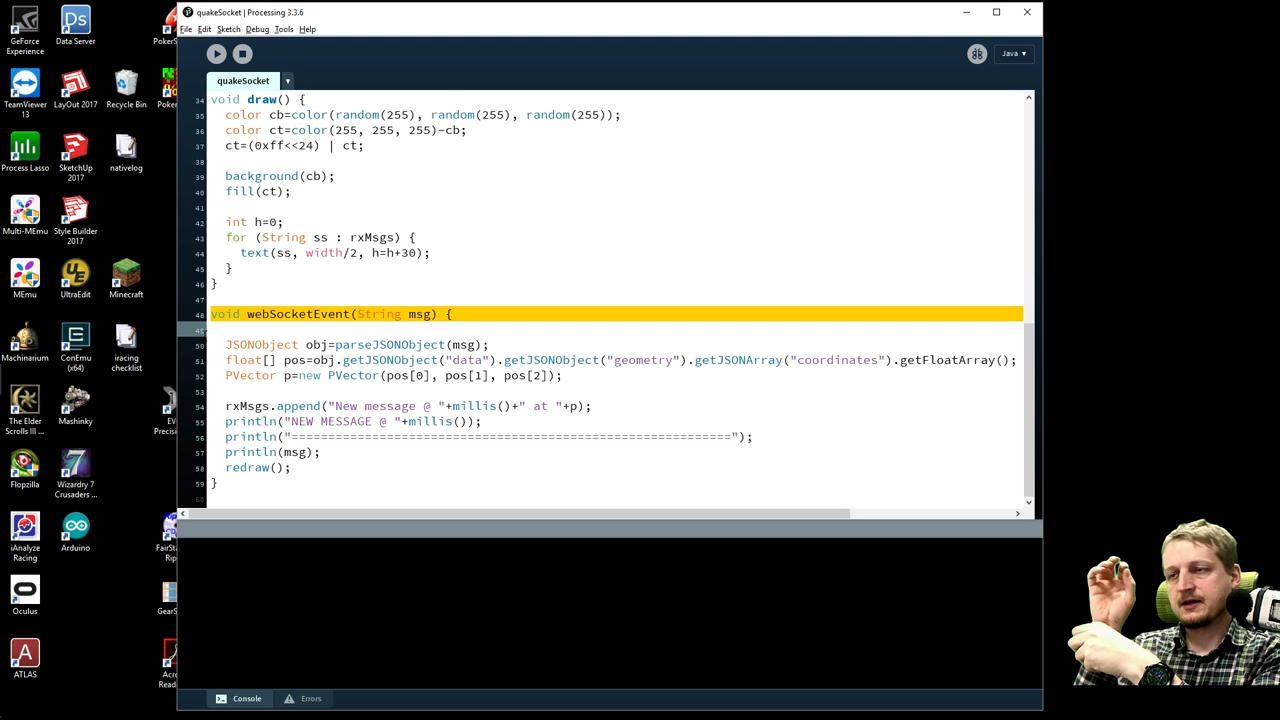 quakeSocket | Processing 3.3.6
File Edit Sketch Debug Tools Help
Java ▾
quakeSocket ▾
34 void draw() {
35 color cb=color(random(255), random(255), random(255));
36 color ct=color(255, 255, 255)-cb;
37 ct=(0xff<<24) | ct;
38
39 background(cb);
40 fill(ct);
41
42 int h=0;
43 for (String ss : rxMsgs) {
44 text(ss, width/2, h=h+30);
45 }
46 }
47
48 void webSocketEvent(String msg) {
49
50 JSONObject obj=parseJSONObject(msg);
51 float[] pos=obj.getJSONObject("data").getJSONObject("geometry").getJSONArray("coordinates").getFloatArray();
52 PVector p=new PVector(pos[0], pos[1], pos[2]);
53
54 rxMsgs.append("New message @ "+millis()+" at "+p);
55 println("NEW MESSAGE @ "+millis());
56 println("============================================================");
57 println(msg);
58 redraw();
59 }
60
Console
Errors
GeForce
Experience
Data Server
TeamViewer
13
LayOut 2017
Recycle Bin
Process Lasso
SketchUp
2017
nativelog
Multi-MEmu
Style Builder
2017
MEmu
UltraEdit
Minecraft
Machinarium
ConEmu
(x64)
iracing
checklist
The Elder
Scrolls III ...
Mashinky
Flopzilla
Wizardry 7
Crusaders ...
iAnalyze
Racing
Arduino
Oculus
ATLAS